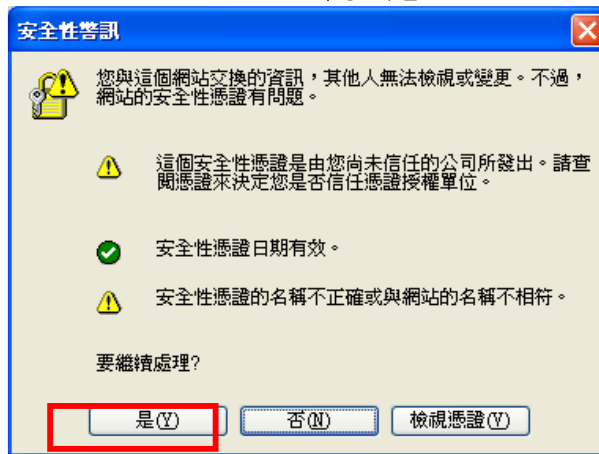 安全性警訊
您與這個網站交換的資訊，其他人無法檢視或變更。不過，
網站的安全性憑證有問題。
這個安全性憑證是由您尚未信任的公司所發出。請查
閱憑證來決定您是否信任憑證授權單位。
安全性憑證日期有效。
安全性憑證的名稱不正確或與網站的名稱不相符。
要繼續處理?
是(Y) 否(N) 檢視憑證(V)